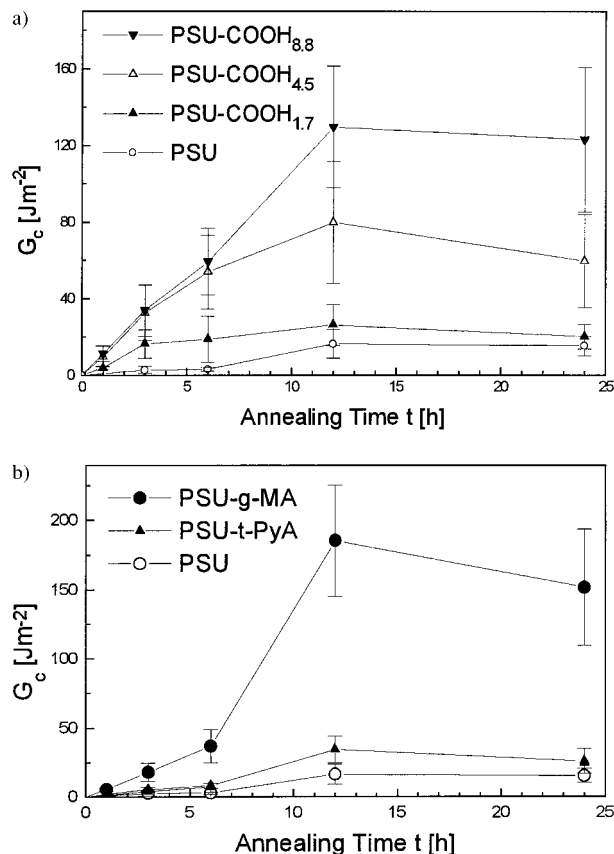 a)
PSU-COOH8.8
PSU-COOH4.5
PSU-COOH1.7
PSU
Gc [Jm-2]
160
120
80
40
0
0 5 10 15 20 25
Annealing Time t [h]
b)
PSU-g-MA
PSU-t-PyA
PSU
Gc [Jm-2]
200
150
100
50
0
0 5 10 15 20 25
Annealing Time t [h]